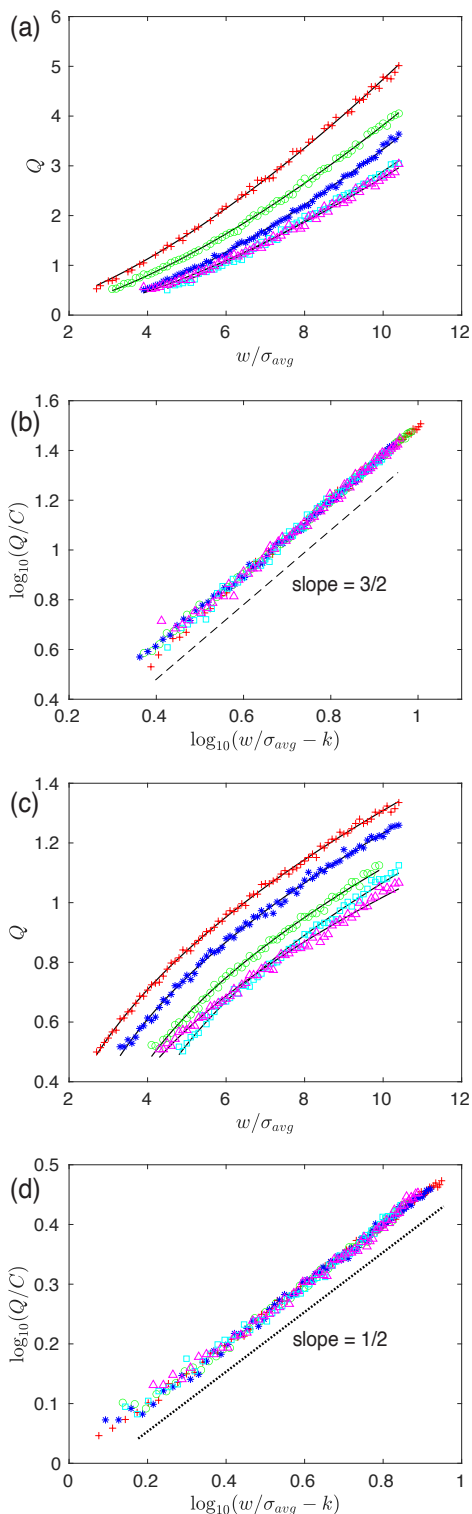 (a)
6
5
4
3
2
1
0
Q
2 4 6 8 10 12
w/σ_avg
(b)
1.6
1.4
1.2
1
0.8
0.6
0.4
log₁₀(Q/C)
slope = 3/2
0.2 0.4 0.6 0.8 1
log₁₀(w/σ_avg − k)
(c)
1.4
1.2
1
0.8
0.6
0.4
Q
2 4 6 8 10 12
w/σ_avg
(d)
0.5
0.4
0.3
0.2
0.1
0
log₁₀(Q/C)
slope = 1/2
0 0.2 0.4 0.6 0.8 1
log₁₀(w/σ_avg − k)